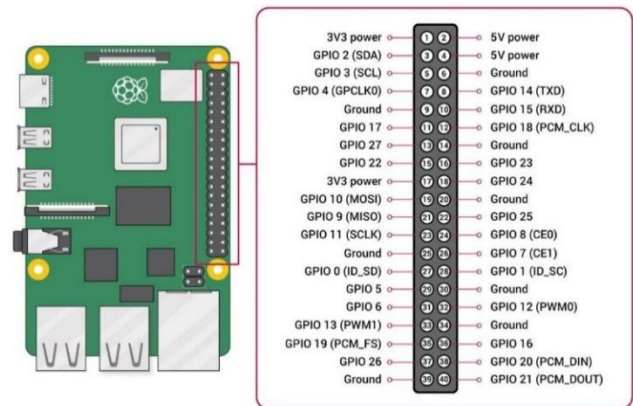 3V3 power 1 2 5V power
GPIO 2 (SDA) 3 4 5V power
GPIO 3 (SCL) 5 6 Ground
GPIO 4 (GPCLK0) 7 8 GPIO 14 (TXD)
Ground 9 10 GPIO 15 (RXD)
GPIO 17 11 12 GPIO 18 (PCM_CLK)
GPIO 27 13 14 Ground
GPIO 22 15 16 GPIO 23
3V3 power 17 18 GPIO 24
GPIO 10 (MOSI) 19 20 Ground
GPIO 9 (MISO) 21 22 GPIO 25
GPIO 11 (SCLK) 23 24 GPIO 8 (CE0)
Ground 25 26 GPIO 7 (CE1)
GPIO 0 (ID_SD) 27 28 GPIO 1 (ID_SC)
GPIO 5 29 30 Ground
GPIO 6 31 32 GPIO 12 (PWM0)
GPIO 13 (PWM1) 33 34 Ground
GPIO 19 (PCM_FS) 35 36 GPIO 16
GPIO 26 37 38 GPIO 20 (PCM_DIN)
Ground 39 40 GPIO 21 (PCM_DOUT)